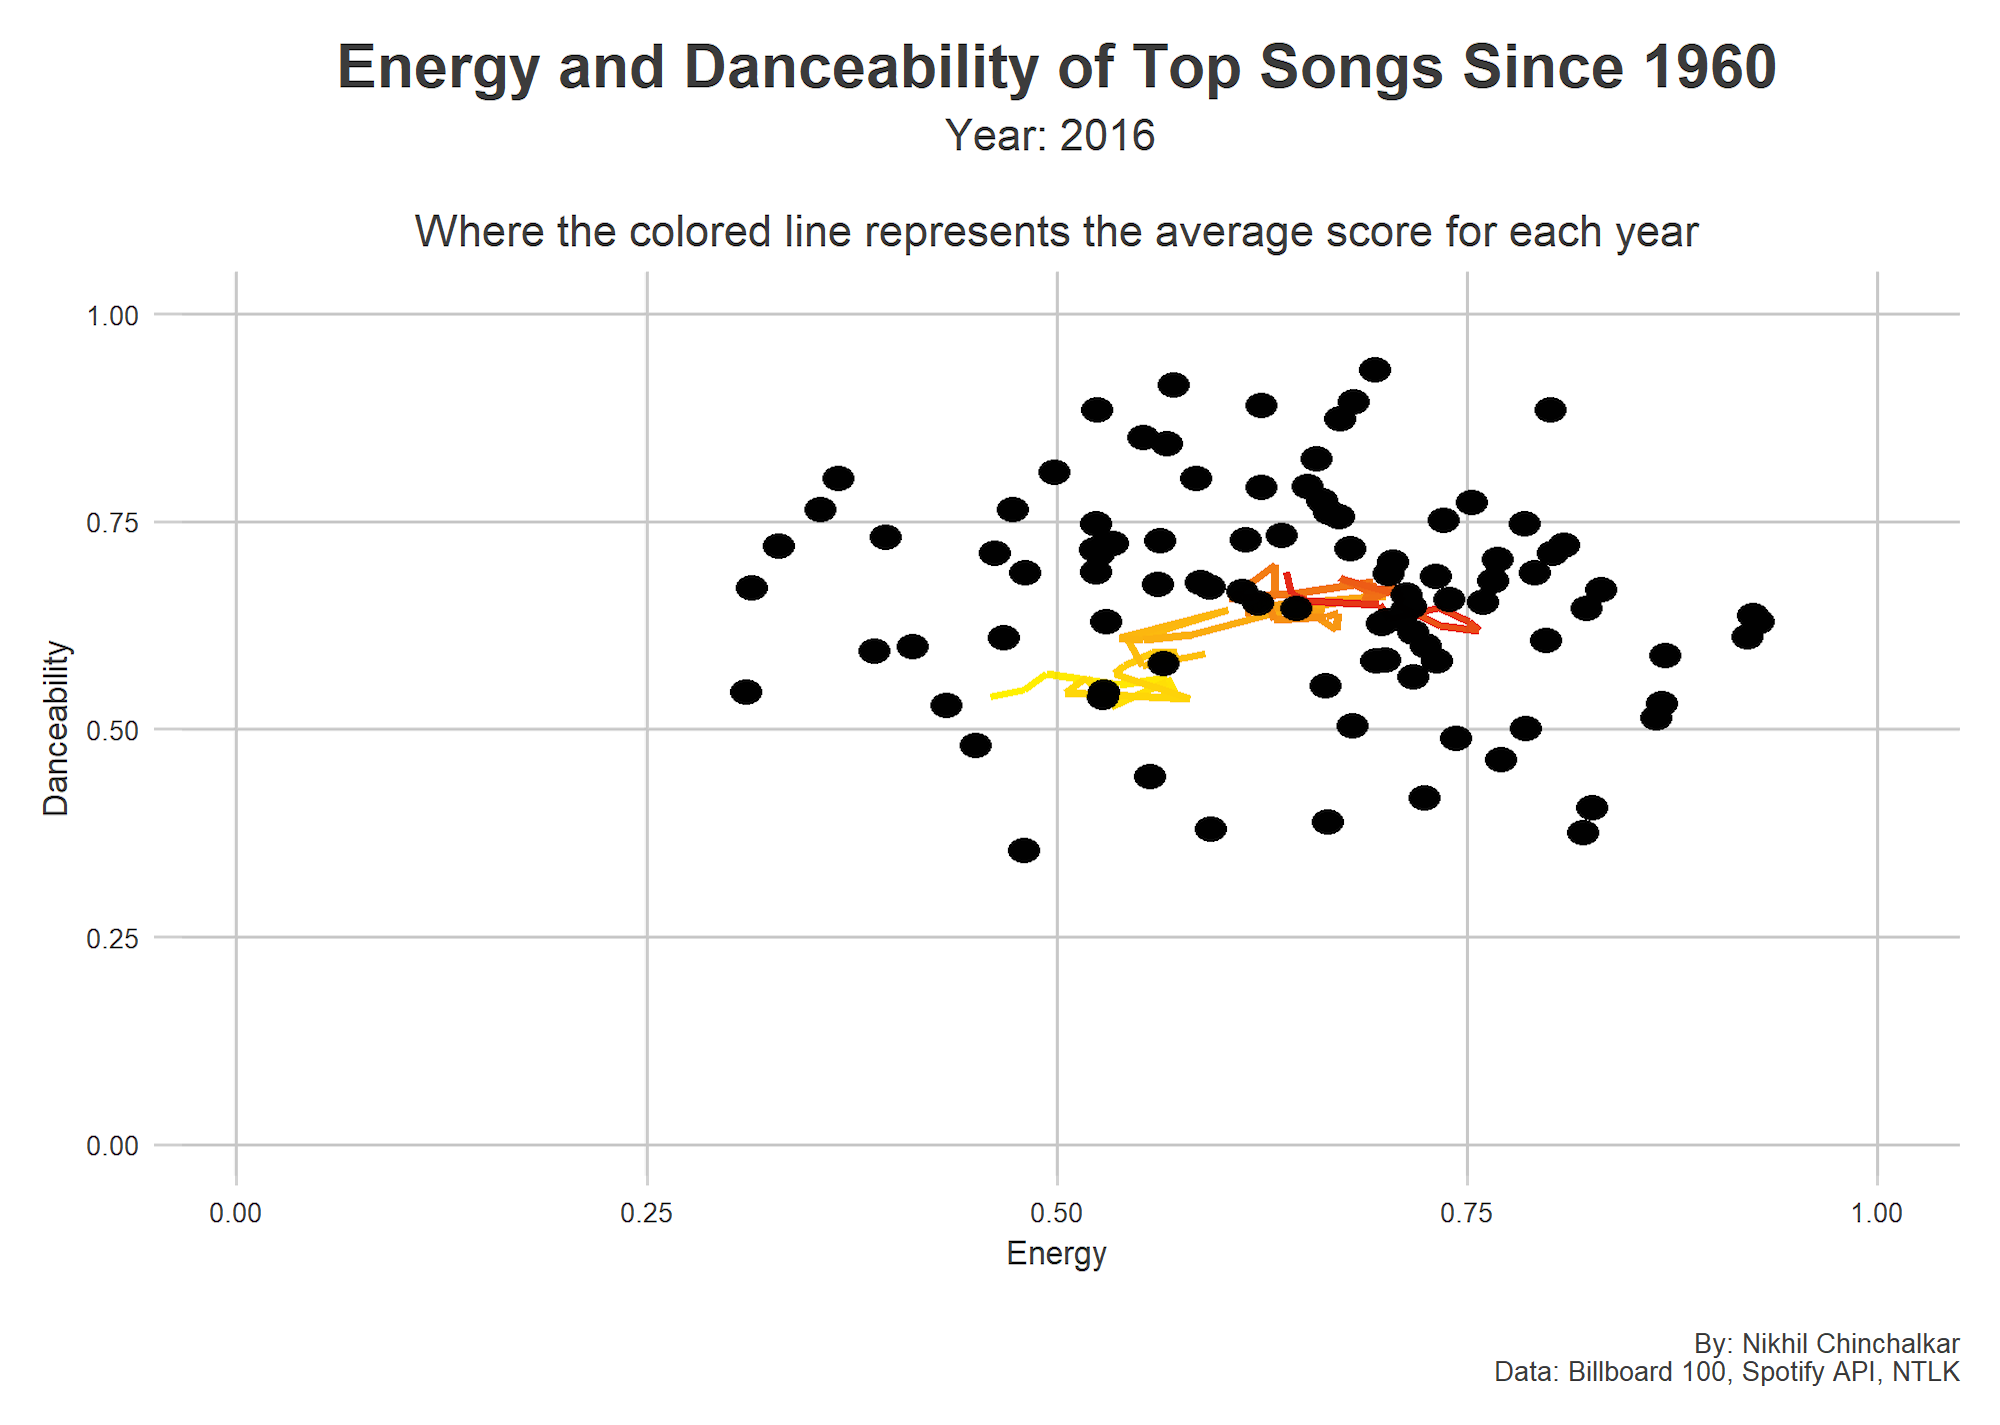 Energy and Danceability of Top Songs Since 1960
Year: 2016
Where the colored line represents the average score for each year
1.00
0.75
0.50
0.25
0.00
Danceability
0.00 0.25 0.50 0.75 1.00
Energy
By: Nikhil Chinchalkar
Data: Billboard 100, Spotify API, NTLK